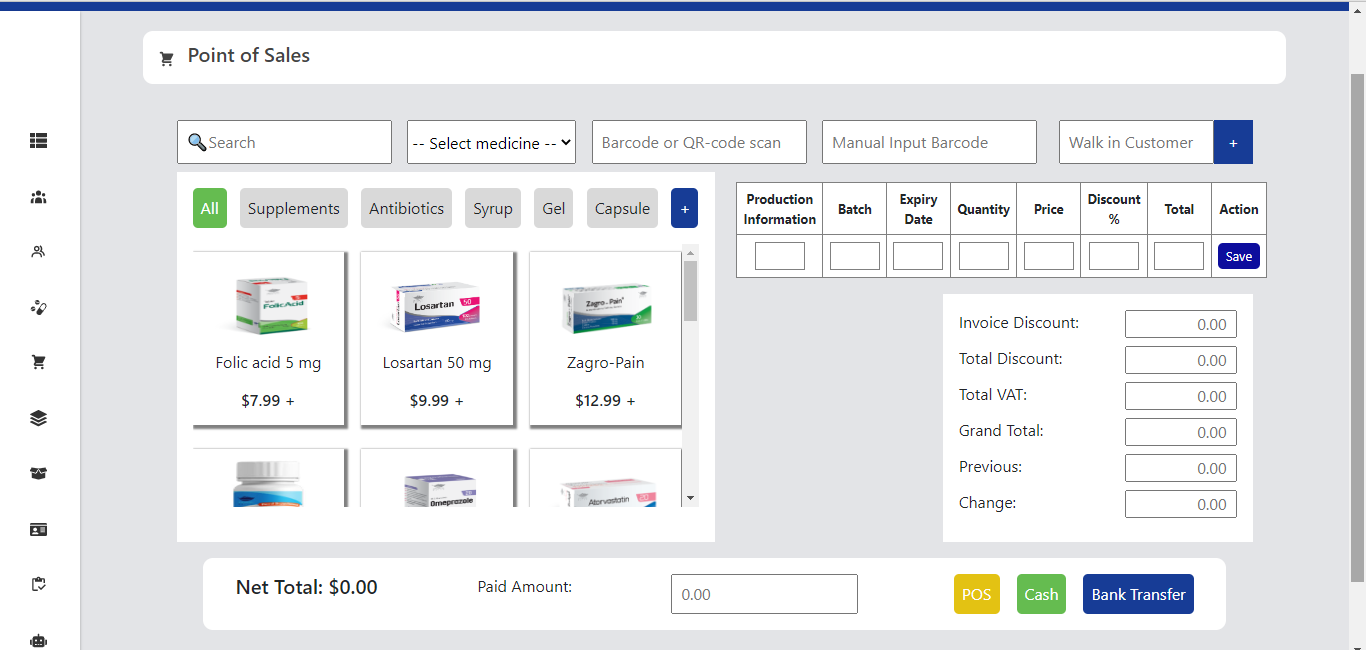 Point of Sales
Search
-- Select medicine --
Barcode or QR-code scan
Manual Input Barcode
Walk in Customer
+
All
Supplements
Antibiotics
Syrup
Gel
Capsule
+
Production Information
Batch
Expiry Date
Quantity
Price
Discount %
Total
Action
Save
FolicAcid
5
Losartan
50
Zagro - Pain
Folic acid 5 mg
Losartan 50 mg
Zagro-Pain
$7.99 +
$9.99 +
$12.99 +
Omeprazole
20
Atorvastatin
20
Invoice Discount:
0.00
Total Discount:
0.00
Total VAT:
0.00
Grand Total:
0.00
Previous:
0.00
Change:
0.00
Net Total: $0.00
Paid Amount:
0.00
POS
Cash
Bank Transfer